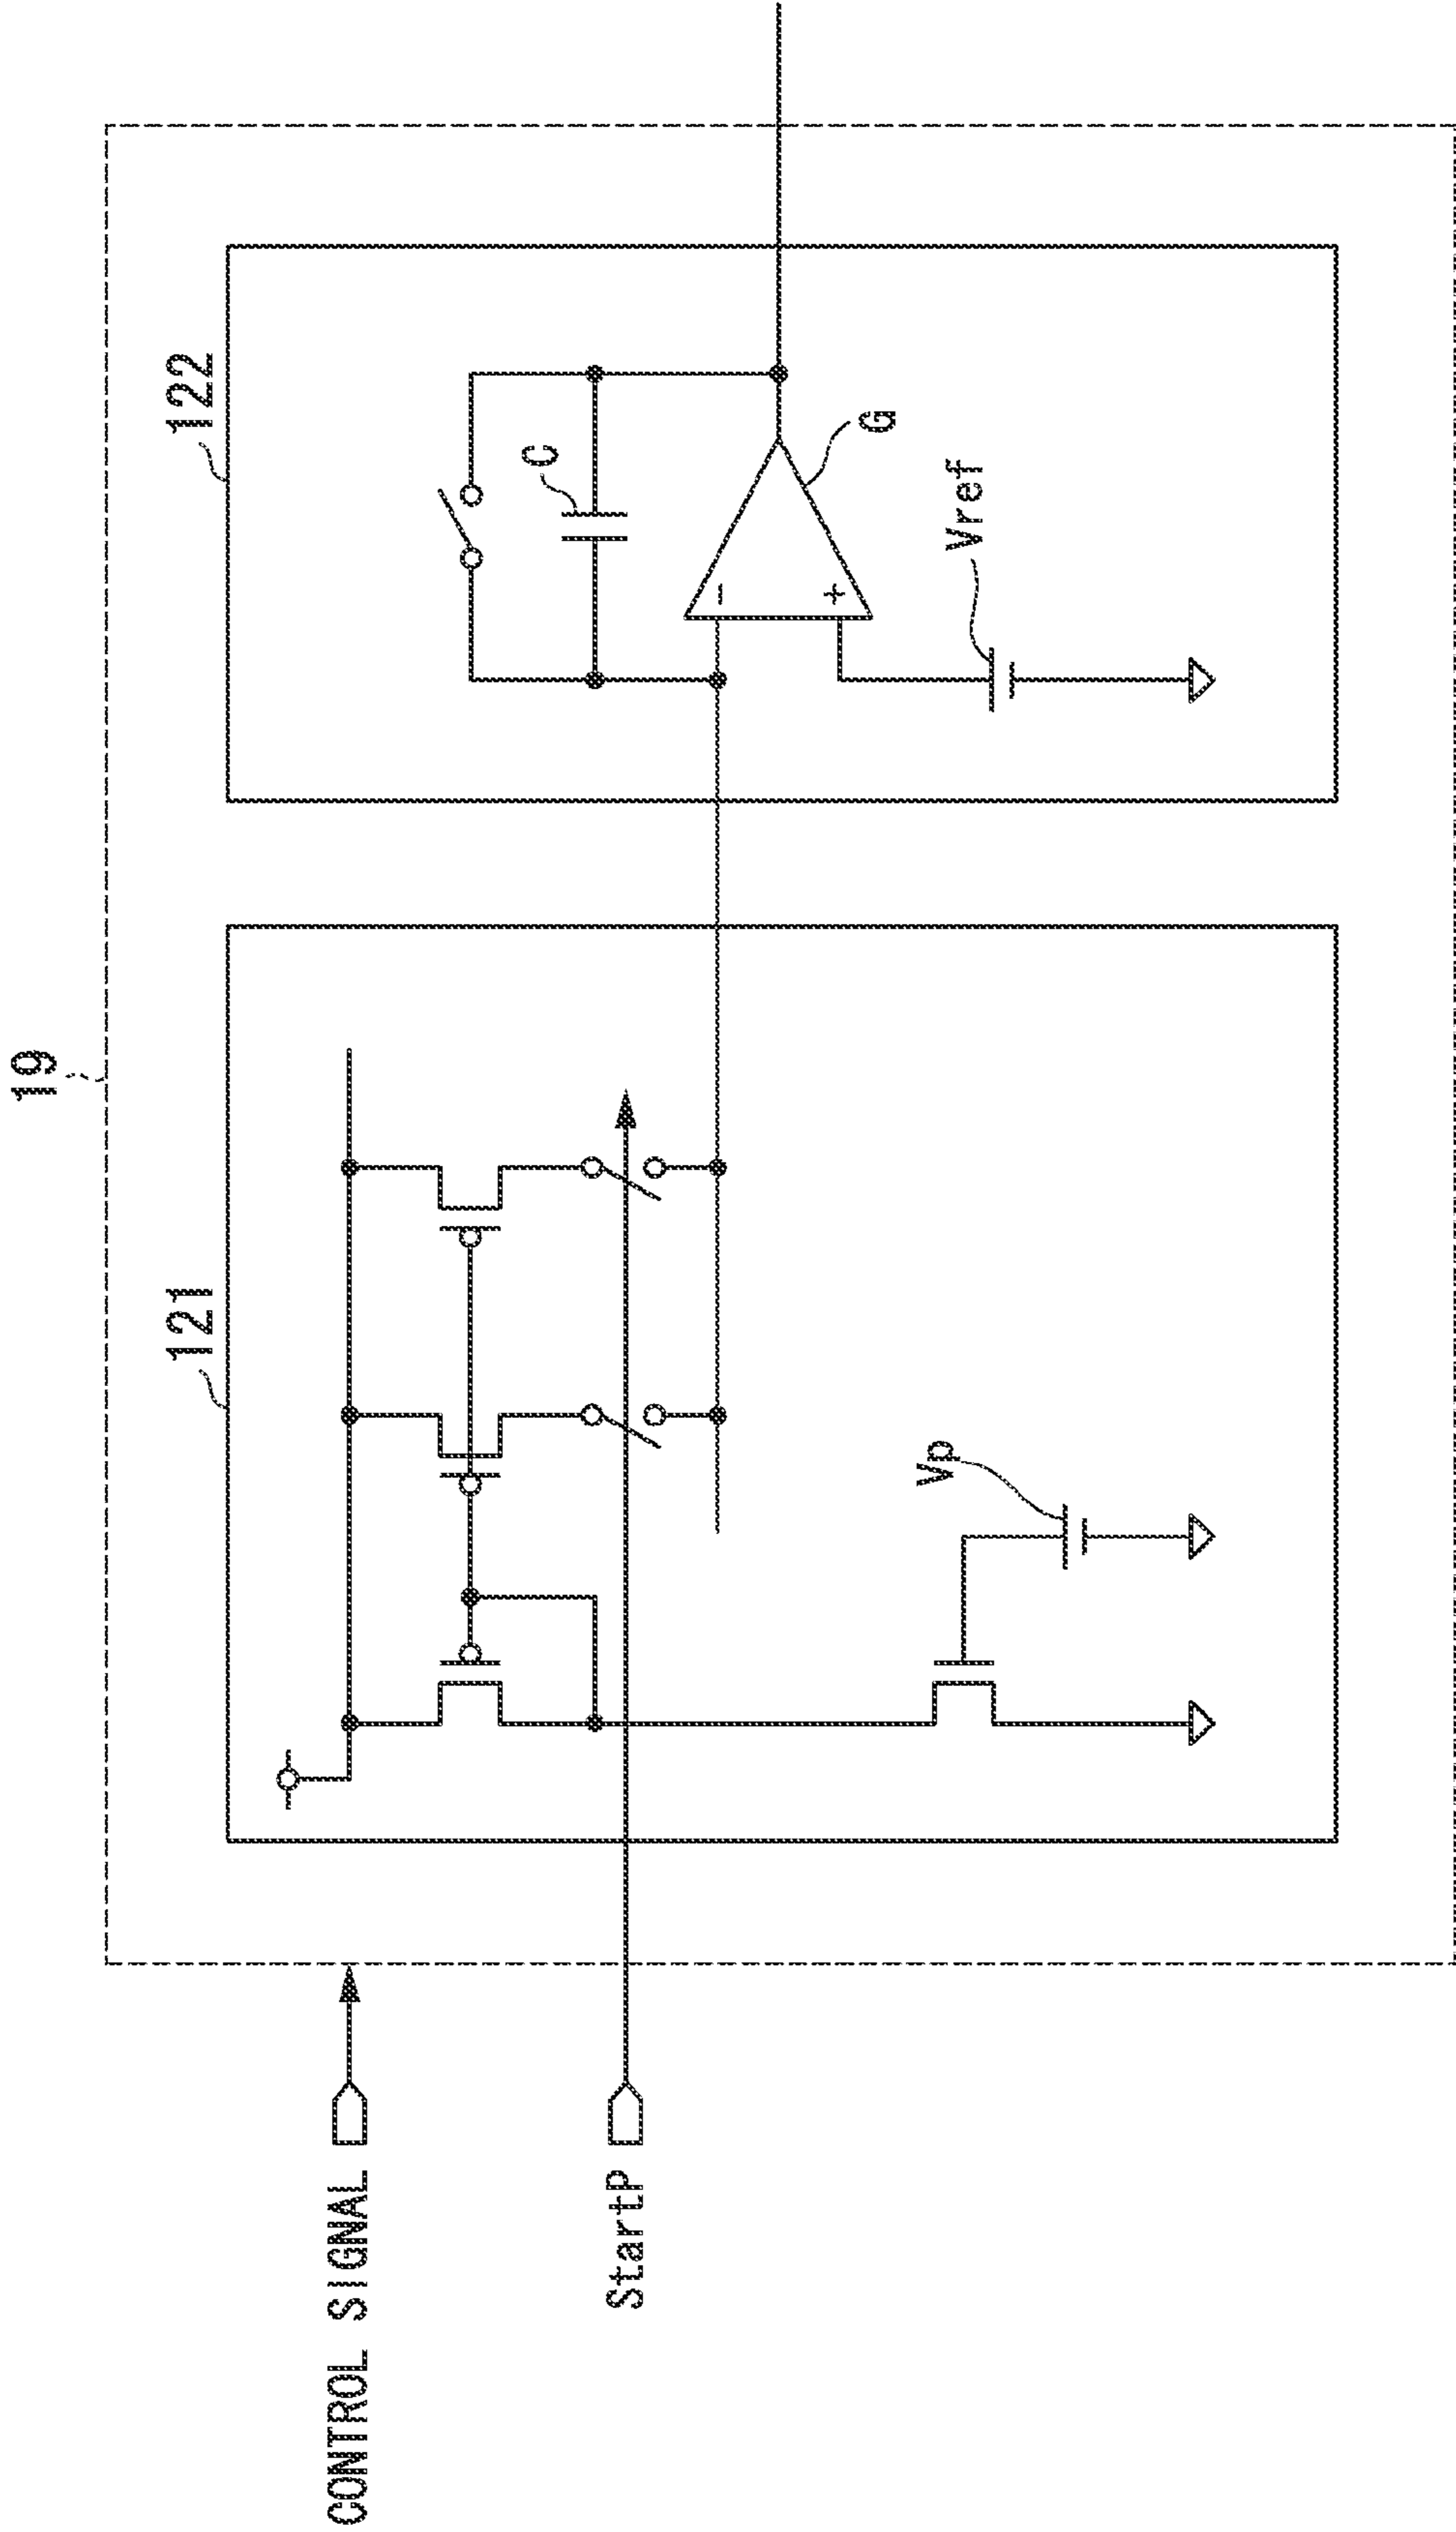 19
121
122
C
G
−
+
Vref
Vp
CONTROL SIGNAL
StartP